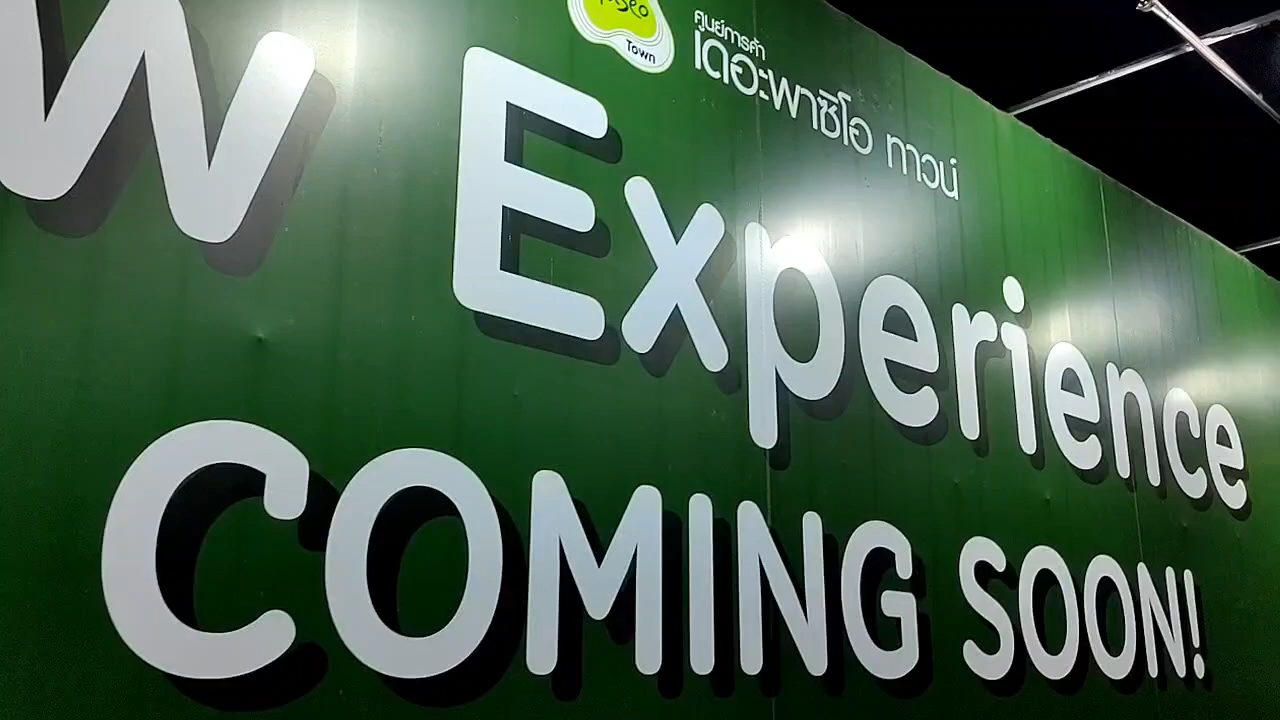 Town
ศูนย์การค้า
เดอะพาซิโอ ทาวน์
W Experience
COMING SOON!